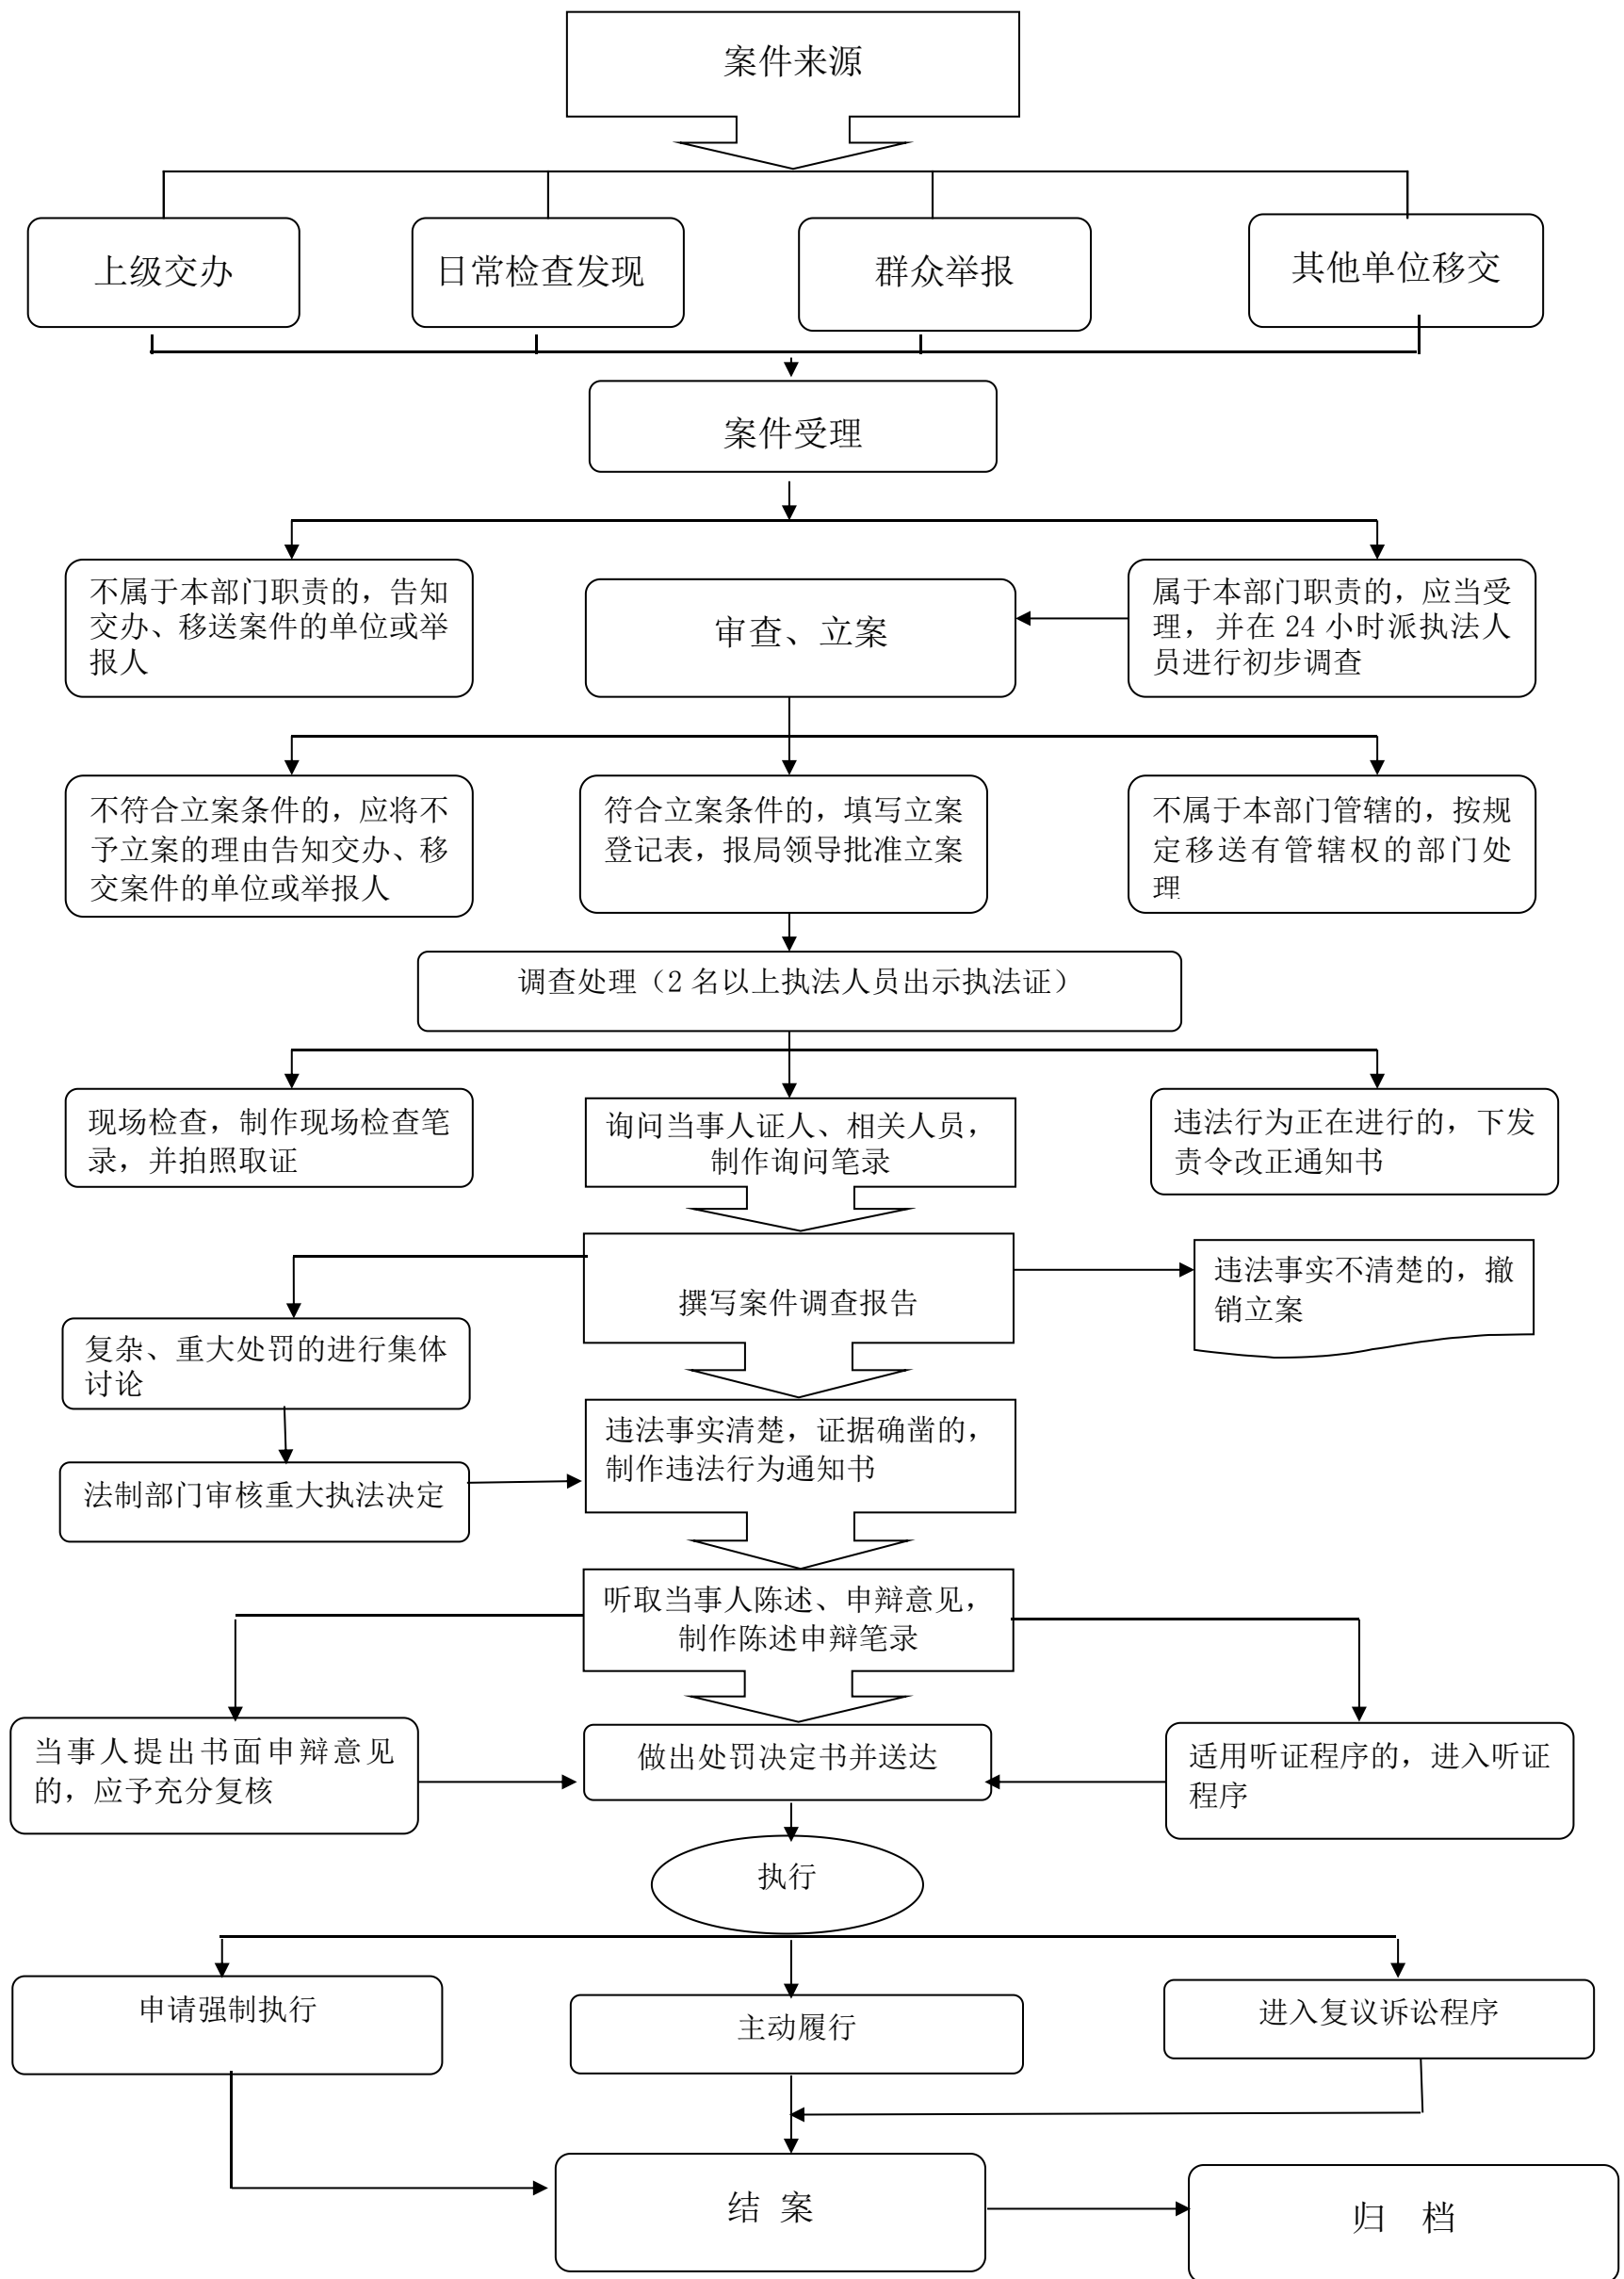 案件来源
上级交办
日常检查发现
群众举报
其他单位移交
案件受理
不属于本部门职责的，告知
交办、移送案件的单位或举
报人
审查、立案
属于本部门职责的，应当受
理，并在 24 小时派执法人
员进行初步调查
不符合立案条件的，应将不
予立案的理由告知交办、移
交案件的单位或举报人
符合立案条件的，填写立案
登记表，报局领导批准立案
不属于本部门管辖的，按规
定移送有管辖权的部门处
理
调查处理（2 名以上执法人员出示执法证）
现场检查，制作现场检查笔
录，并拍照取证
询问当事人证人、相关人员，
制作询问笔录
违法行为正在进行的，下发
责令改正通知书
撰写案件调查报告
违法事实不清楚的，撤
销立案
复杂、重大处罚的进行集体
讨论
违法事实清楚，证据确凿的，
制作违法行为通知书
法制部门审核重大执法决定
听取当事人陈述、申辩意见，
制作陈述申辩笔录
当事人提出书面申辩意见
的，应予充分复核
做出处罚决定书并送达
适用听证程序的，进入听证
程序
执行
申请强制执行
主动履行
进入复议诉讼程序
结 案
归 档